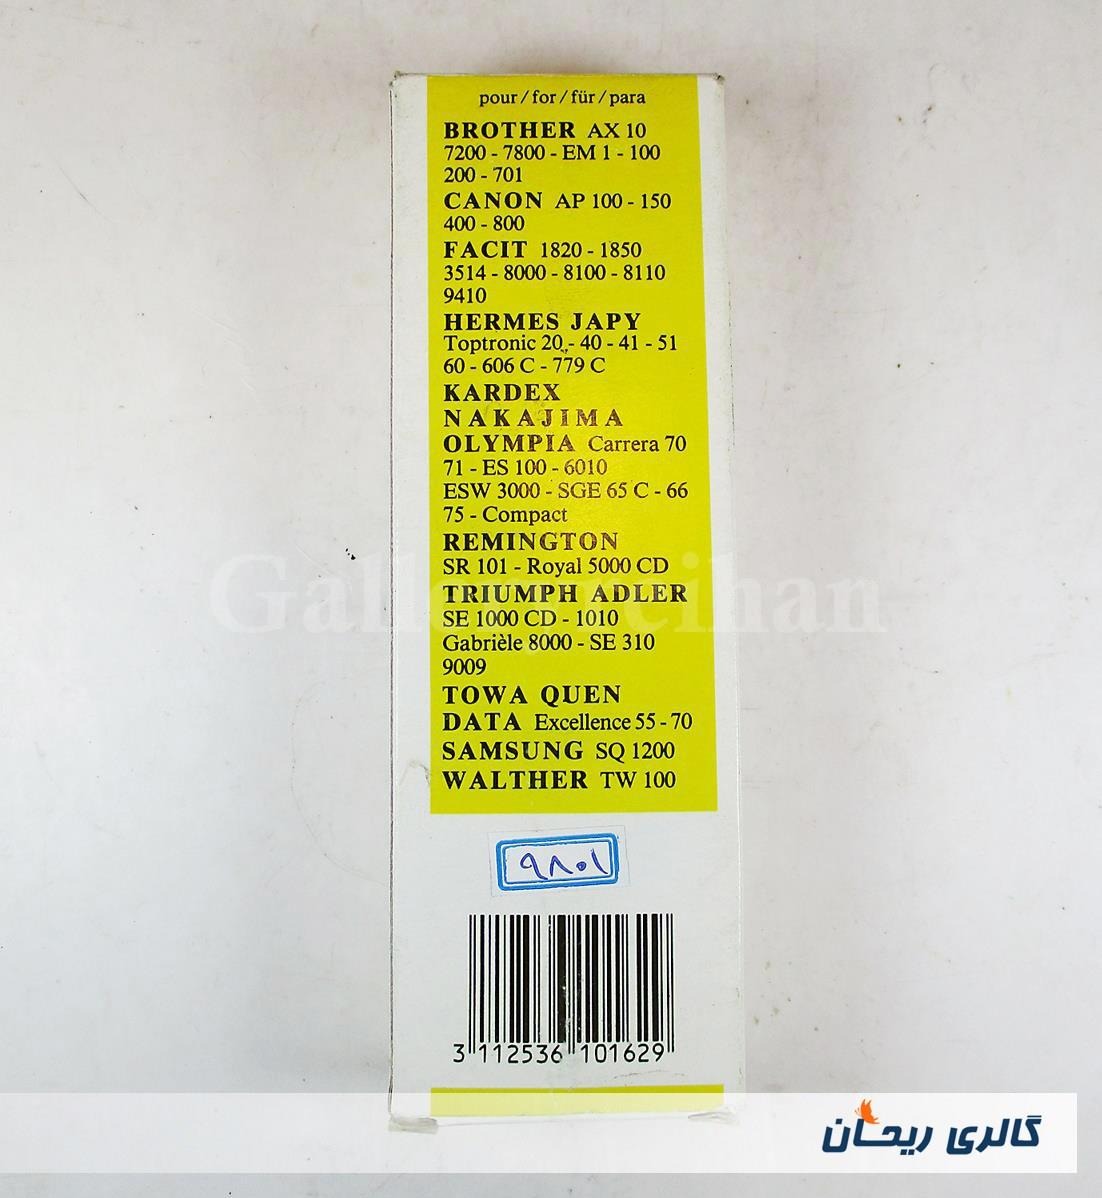 pour/for/für/para
BROTHER AX 10
7200 - 7800 - EM 1 - 100
200 - 701
CANON AP 100 - 150
400 - 800
FACIT 1820 - 1850
3514 - 8000 - 8100 - 8110
9410
HERMES JAPY
Toptronic 20 - 40 - 41 - 51
60 - 606 C - 779 C
KARDEX
NAKAJIMA
OLYMPIA Carrera 70
71 - ES 100 - 6010
ESW 3000 - SGE 65 C - 66
75 - Compact
REMINGTON
SR 101 - Royal 5000 CD
Galleryreihan
TRIUMPH ADLER
SE 1000 CD - 1010
Gabrièle 8000 - SE 310
9009
TOWA QUEN
DATA Excellence 55 - 70
SAMSUNG SQ 1200
WALTHER TW 100
۹۸۰۱
3 112536 101629
گالری ریحان